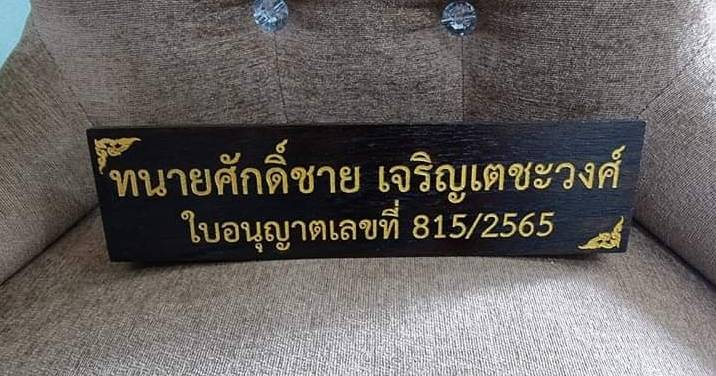 ทนายศักดิ์ชาย เจริญเตชะวงศ์
ใบอนุญาตเลขที่ 815/2565